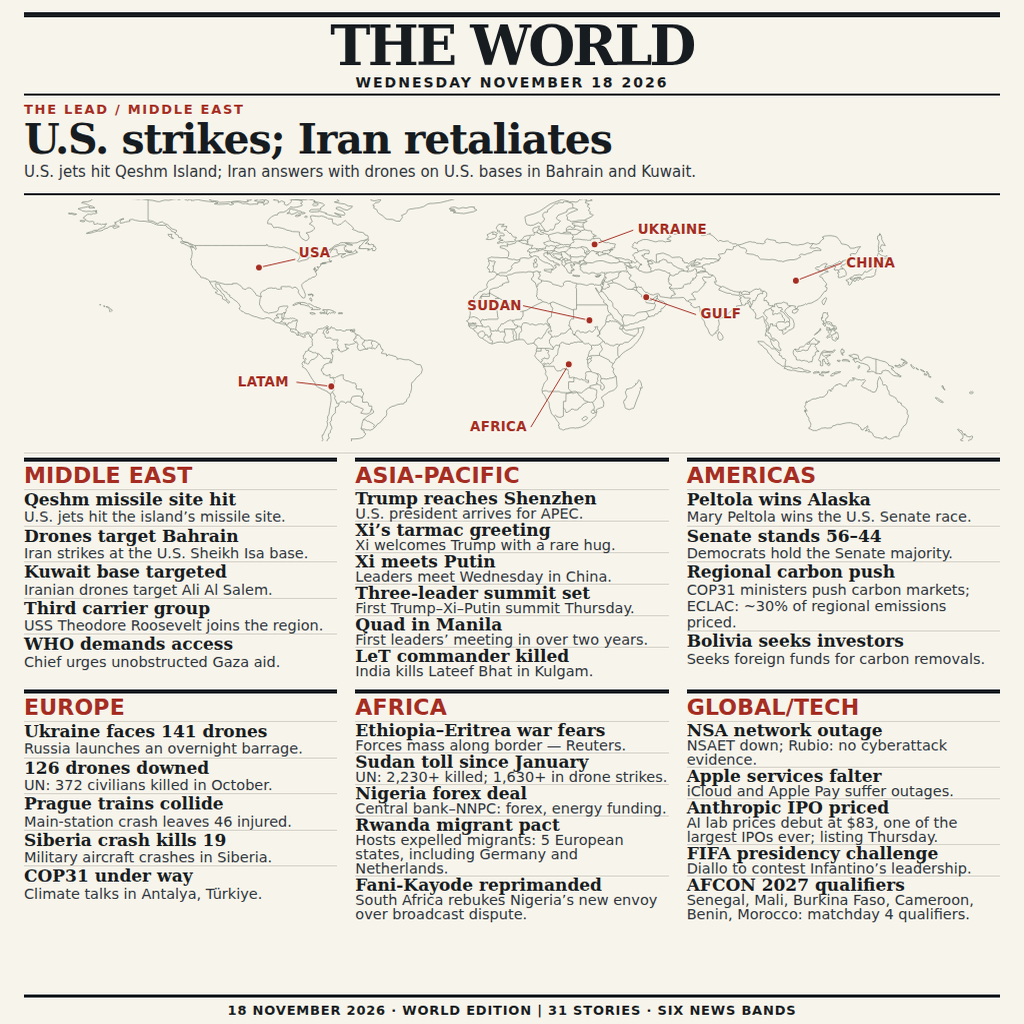 THE WORLD
WEDNESDAY NOVEMBER 18 2026
THE LEAD / MIDDLE EAST
U.S. strikes; Iran retaliates
U.S. jets hit Qeshm Island; Iran answers with drones on U.S. bases in Bahrain and Kuwait.
UKRAINE
USA
CHINA
SUDAN
GULF
LATAM
AFRICA
MIDDLE EAST
Qeshm missile site hit
U.S. jets hit the island’s missile site.
Drones target Bahrain
Iran strikes at the U.S. Sheikh Isa base.
Kuwait base targeted
Iranian drones target Ali Al Salem.
Third carrier group
USS Theodore Roosevelt joins the region.
WHO demands access
Chief urges unobstructed Gaza aid.
ASIA-PACIFIC
Trump reaches Shenzhen
U.S. president arrives for APEC.
Xi’s tarmac greeting
Xi welcomes Trump with a rare hug.
Xi meets Putin
Leaders meet Wednesday in China.
Three-leader summit set
First Trump–Xi–Putin summit Thursday.
Quad in Manila
First leaders’ meeting in over two years.
LeT commander killed
India kills Lateef Bhat in Kulgam.
AMERICAS
Peltola wins Alaska
Mary Peltola wins the U.S. Senate race.
Senate stands 56–44
Democrats hold the Senate majority.
Regional carbon push
COP31 ministers push carbon markets;
ECLAC: ~30% of regional emissions
priced.
Bolivia seeks investors
Seeks foreign funds for carbon removals.
EUROPE
Ukraine faces 141 drones
Russia launches an overnight barrage.
126 drones downed
UN: 372 civilians killed in October.
Prague trains collide
Main-station crash leaves 46 injured.
Siberia crash kills 19
Military aircraft crashes in Siberia.
COP31 under way
Climate talks in Antalya, Türkiye.
AFRICA
Ethiopia–Eritrea war fears
Forces mass along border — Reuters.
Sudan toll since January
UN: 2,230+ killed; 1,630+ in drone strikes.
Nigeria forex deal
Central bank–NNPC: forex, energy funding.
Rwanda migrant pact
Hosts expelled migrants: 5 European
states, including Germany and
Netherlands.
Fani-Kayode reprimanded
South Africa rebukes Nigeria’s new envoy
over broadcast dispute.
GLOBAL/TECH
NSA network outage
NSAET down; Rubio: no cyberattack
evidence.
Apple services falter
iCloud and Apple Pay suffer outages.
Anthropic IPO priced
AI lab prices debut at $83, one of the
largest IPOs ever; listing Thursday.
FIFA presidency challenge
Diallo to contest Infantino’s leadership.
AFCON 2027 qualifiers
Senegal, Mali, Burkina Faso, Cameroon,
Benin, Morocco: matchday 4 qualifiers.
18 NOVEMBER 2026 · WORLD EDITION | 31 STORIES · SIX NEWS BANDS